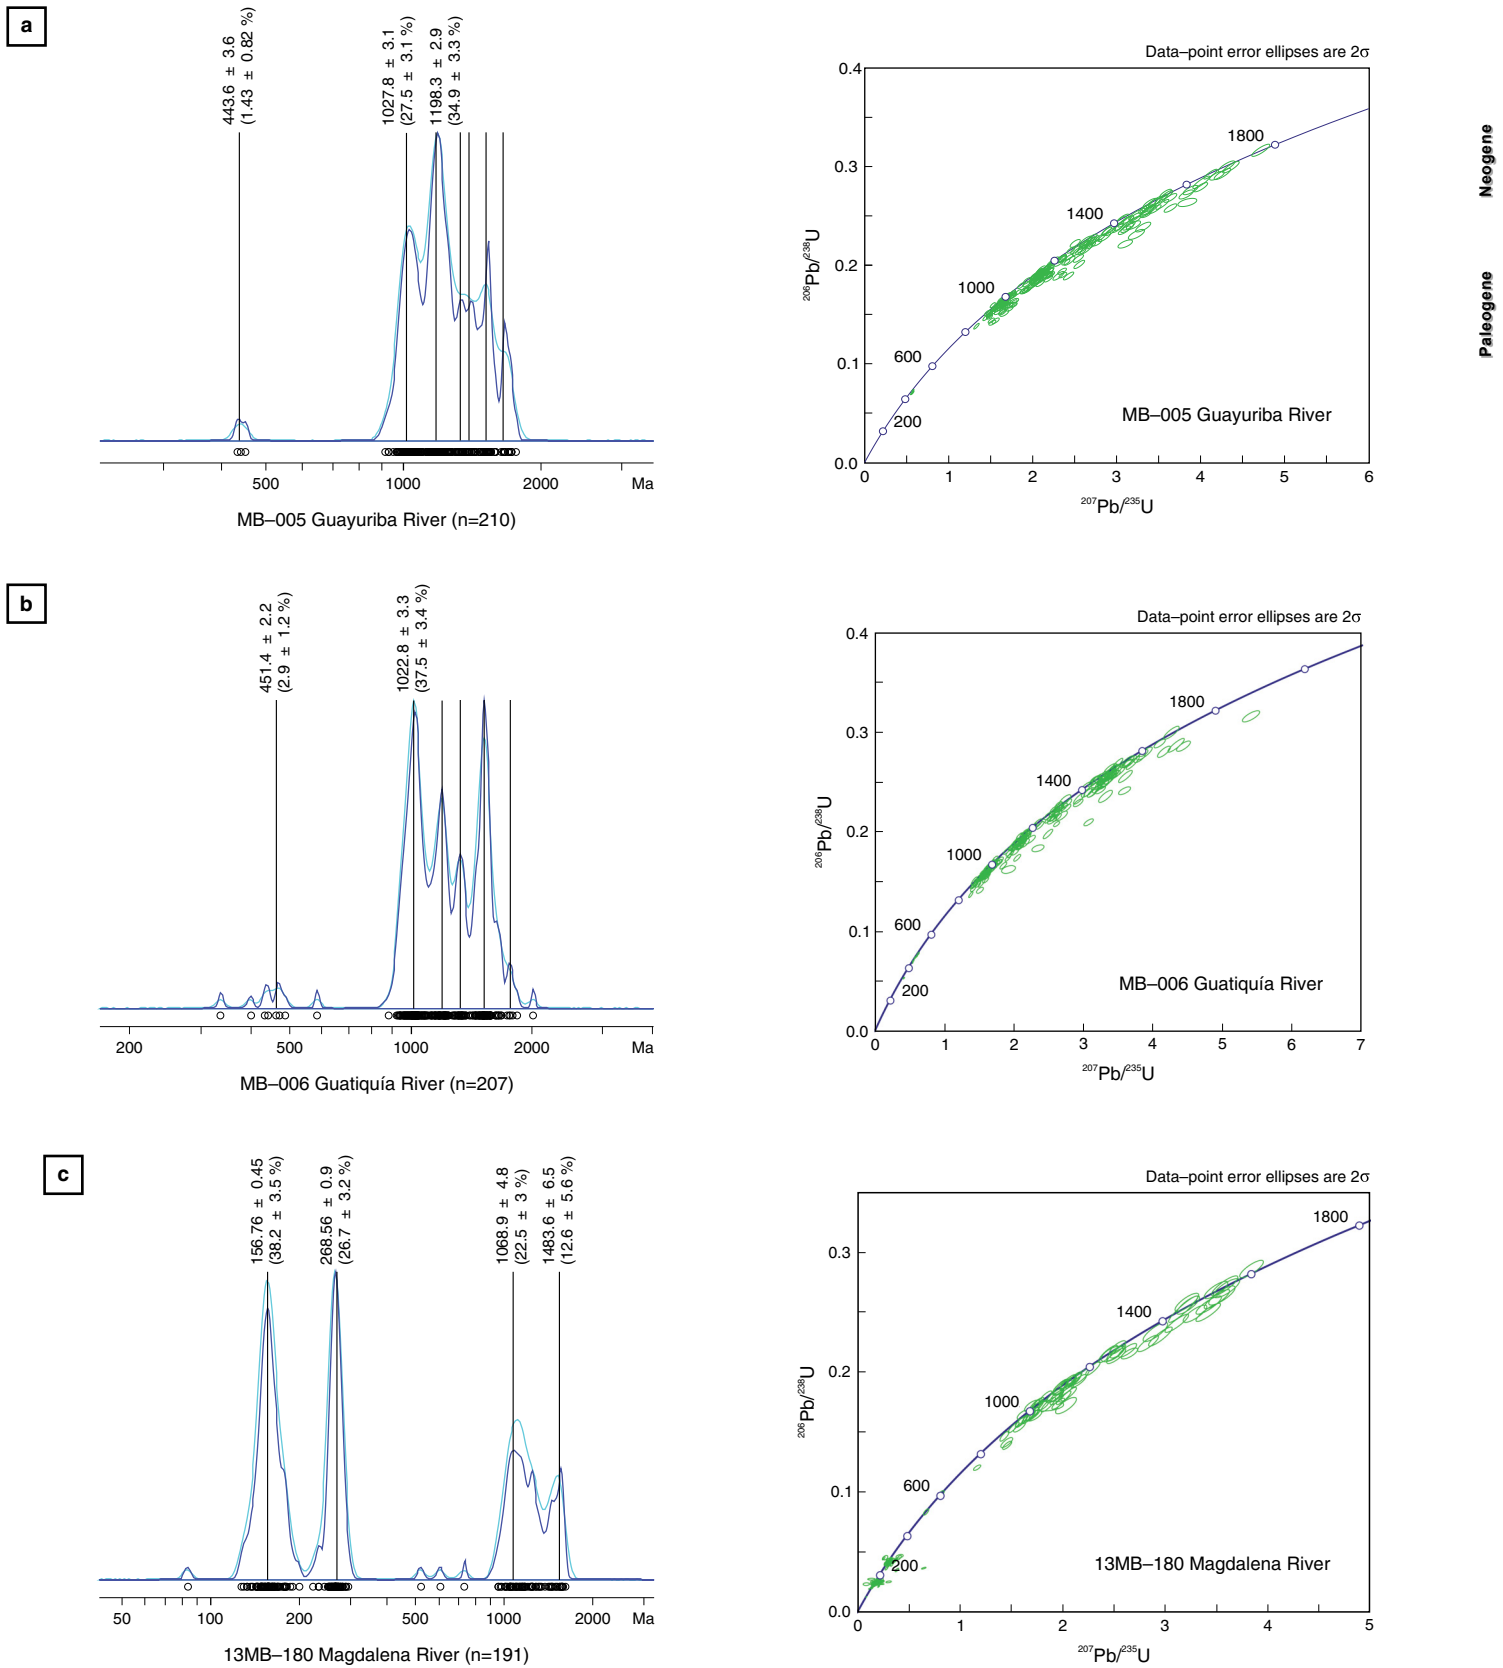 a
443.6 ± 3.6
(1.43 ± 0.82 %)
1027.8 ± 3.1
(27.5 ± 3.1 %)
1198.3 ± 2.9
(34.9 ± 3.3 %)
500
1000
2000
Ma
MB–005 Guayuriba River (n=210)
Data–point error ellipses are 2σ
0.4
0.3
0.2
0.1
0.0
206Pb/238U
1800
1400
1000
600
200
MB–005 Guayuriba River
0
1
2
3
4
5
6
207Pb/235U
Neogene
Paleogene
b
451.4 ± 2.2
(2.9 ± 1.2 %)
1022.8 ± 3.3
(37.5 ± 3.4 %)
200
500
1000
2000
Ma
MB–006 Guatiquía River (n=207)
Data–point error ellipses are 2σ
0.4
0.3
0.2
0.1
0.0
206Pb/238U
1800
1400
1000
600
200
MB–006 Guatiquía River
0
1
2
3
4
5
6
7
207Pb/235U
c
156.76 ± 0.45
(38.2 ± 3.5 %)
268.56 ± 0.9
(26.7 ± 3.2 %)
1068.9 ± 4.8
(22.5 ± 3 %)
1483.6 ± 6.5
(12.6 ± 5.6 %)
50
100
200
500
1000
2000
Ma
13MB–180 Magdalena River (n=191)
Data–point error ellipses are 2σ
0.3
0.2
0.1
0.0
206Pb/238U
1800
1400
1000
600
200
13MB–180 Magdalena River
0
1
2
3
4
5
207Pb/235U